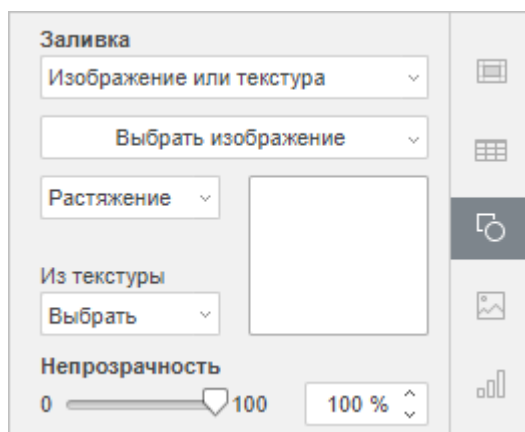 Заливка
Изображение или текстура
Выбрать изображение
Растяжение
Из текстуры
Выбрать
Непрозрачность
0 100 100 %